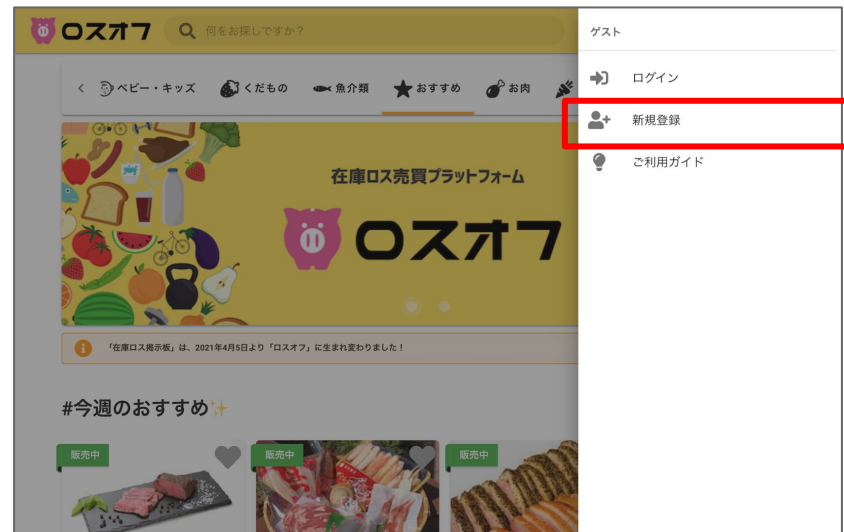 ロスオフ
何をお探しですか？
ゲスト
ログイン
新規登録
ご利用ガイド
ベビー・キッズ
くだもの
魚介類
おすすめ
お肉
在庫ロス売買プラットフォーム
ロスオフ
「在庫ロス掲示板」は、2021年4月5日より「ロスオフ」に生まれ変わりました！
#今週のおすすめ✨
販売中
販売中
販売中